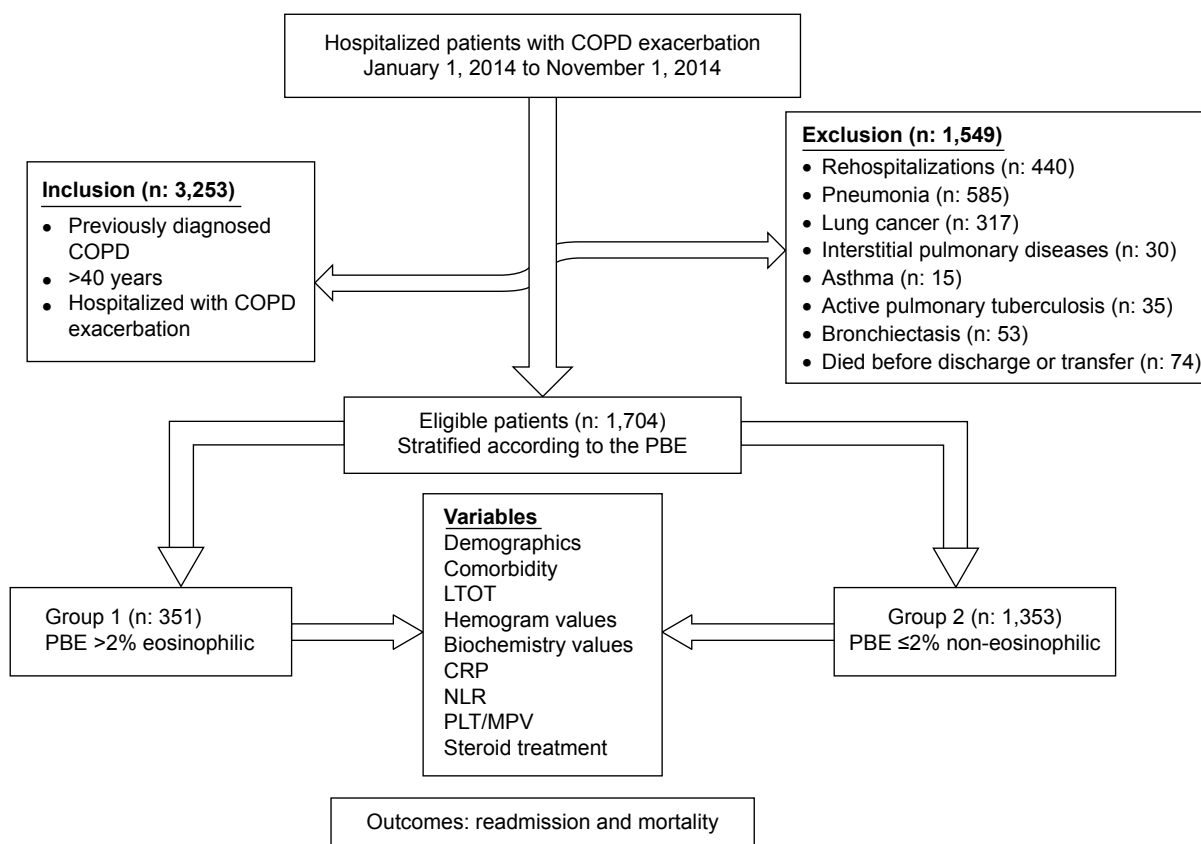 Hospitalized patients with COPD exacerbation
January 1, 2014 to November 1, 2014
Inclusion (n: 3,253)
• Previously diagnosed
COPD
• >40 years
• Hospitalized with COPD
exacerbation
Exclusion (n: 1,549)
• Rehospitalizations (n: 440)
• Pneumonia (n: 585)
• Lung cancer (n: 317)
• Interstitial pulmonary diseases (n: 30)
• Asthma (n: 15)
• Active pulmonary tuberculosis (n: 35)
• Bronchiectasis (n: 53)
• Died before discharge or transfer (n: 74)
Eligible patients (n: 1,704)
Stratified according to the PBE
Group 1 (n: 351)
PBE >2% eosinophilic
Variables
Demographics
Comorbidity
LTOT
Hemogram values
Biochemistry values
CRP
NLR
PLT/MPV
Steroid treatment
Group 2 (n: 1,353)
PBE ≤2% non-eosinophilic
Outcomes: readmission and mortality